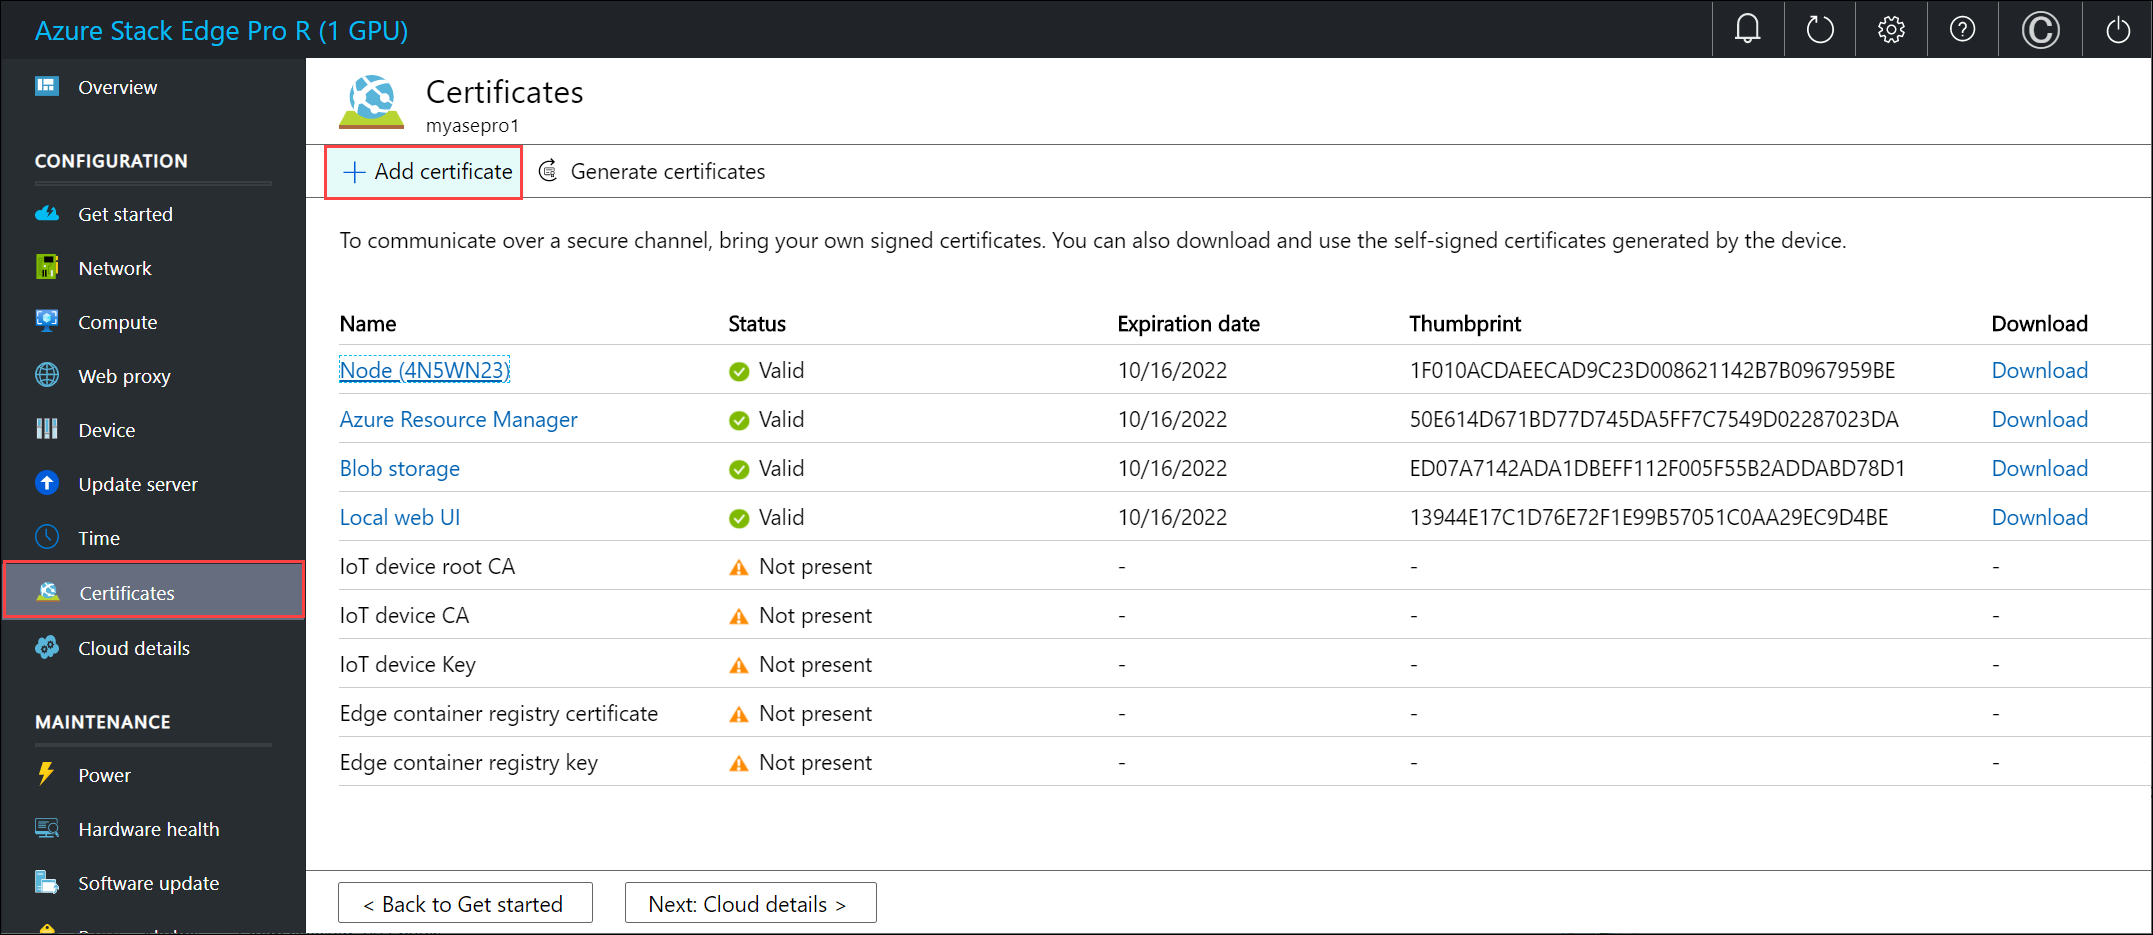 Azure Stack Edge Pro R (1 GPU)
Overview
CONFIGURATION
Get started
Network
Compute
Web proxy
Device
Update server
Time
Certificates
Cloud details
MAINTENANCE
Power
Hardware health
Software update
Certificates
myasepro1
Add certificate
Generate certificates
To communicate over a secure channel, bring your own signed certificates. You can also download and use the self-signed certificates generated by the device.
Name Status Expiration date Thumbprint Download
Node (4N5WN23) Valid 10/16/2022 1F010ACDAEECAD9C23D008621142B7B0967959BE Download
Azure Resource Manager Valid 10/16/2022 50E614D671BD77D745DA5FF7C7549D02287023DA Download
Blob storage Valid 10/16/2022 ED07A7142ADA1DBEFF112F005F55B2ADDABD78D1 Download
Local web UI Valid 10/16/2022 13944E17C1D76E72F1E99B57051C0AA29EC9D4BE Download
IoT device root CA Not present - - -
IoT device CA Not present - - -
IoT device Key Not present - - -
Edge container registry certificate Not present - - -
Edge container registry key Not present - - -
< Back to Get started
Next: Cloud details >